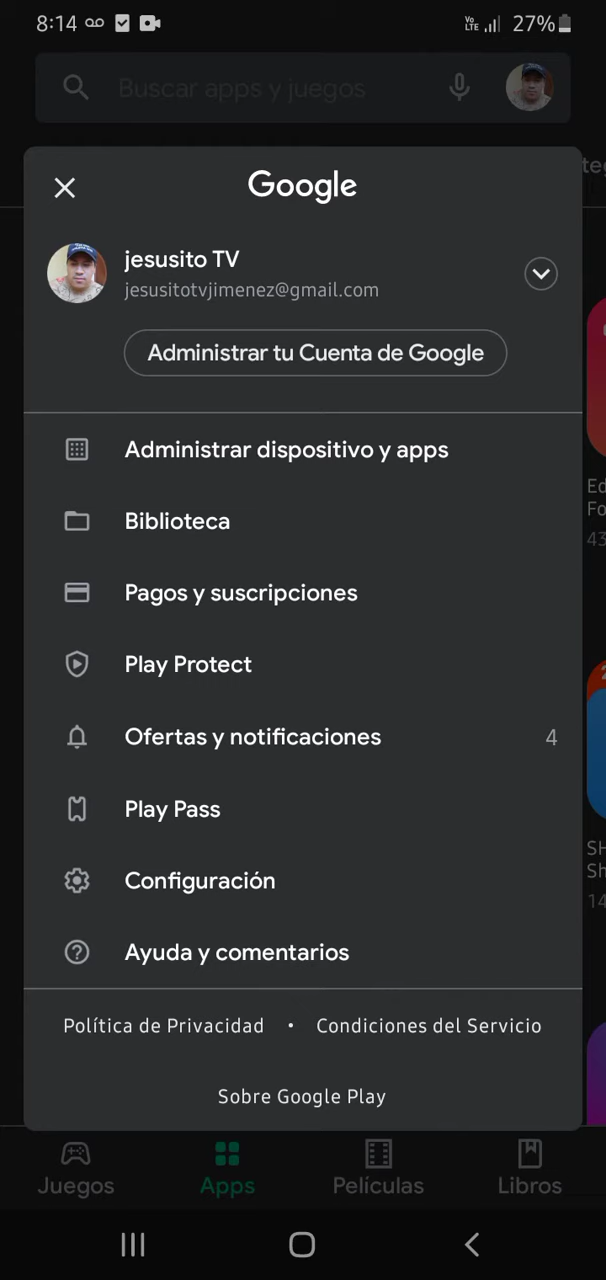 8:14
Vo
LTE
27%
Buscar apps y juegos
Google
jesusito TV
jesusitotvjimenez@gmail.com
Administrar tu Cuenta de Google
Administrar dispositivo y apps
Biblioteca
Pagos y suscripciones
Play Protect
Ofertas y notificaciones 4
Play Pass
Configuración
Ayuda y comentarios
Política de Privacidad • Condiciones del Servicio
Sobre Google Play
Juegos Apps Películas Libros